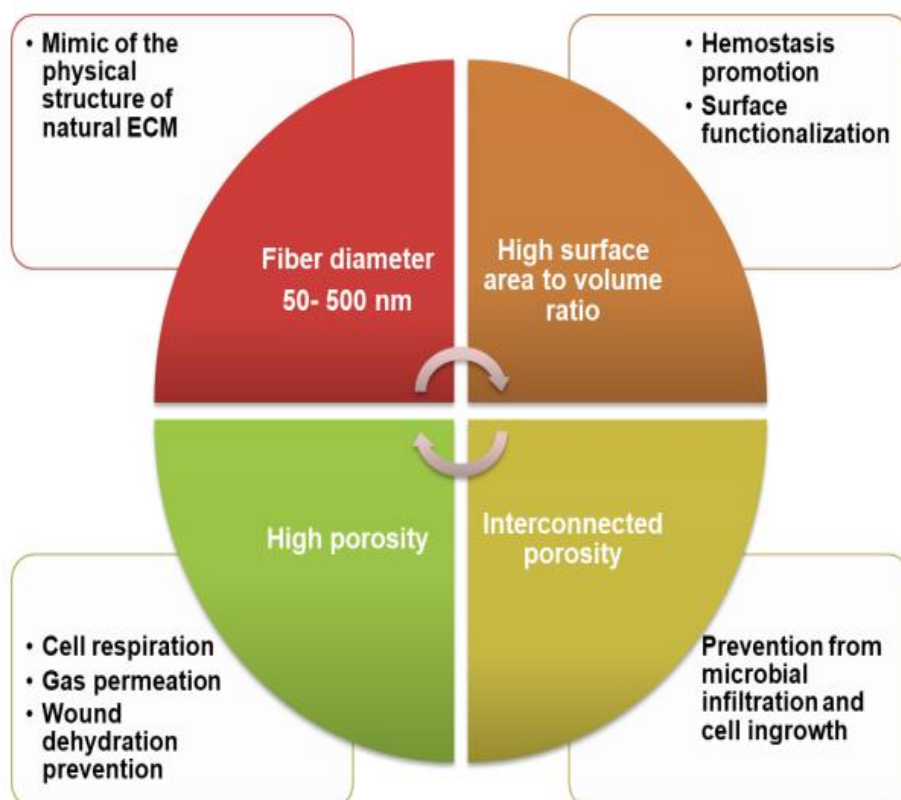 • Mimic of the
physical
structure of
natural ECM
• Hemostasis
promotion
• Surface
functionalization
Fiber diameter
50- 500 nm
High surface
area to volume
ratio
High porosity
Interconnected
porosity
• Cell respiration
• Gas permeation
• Wound
dehydration
prevention
Prevention from
microbial
infiltration and
cell ingrowth